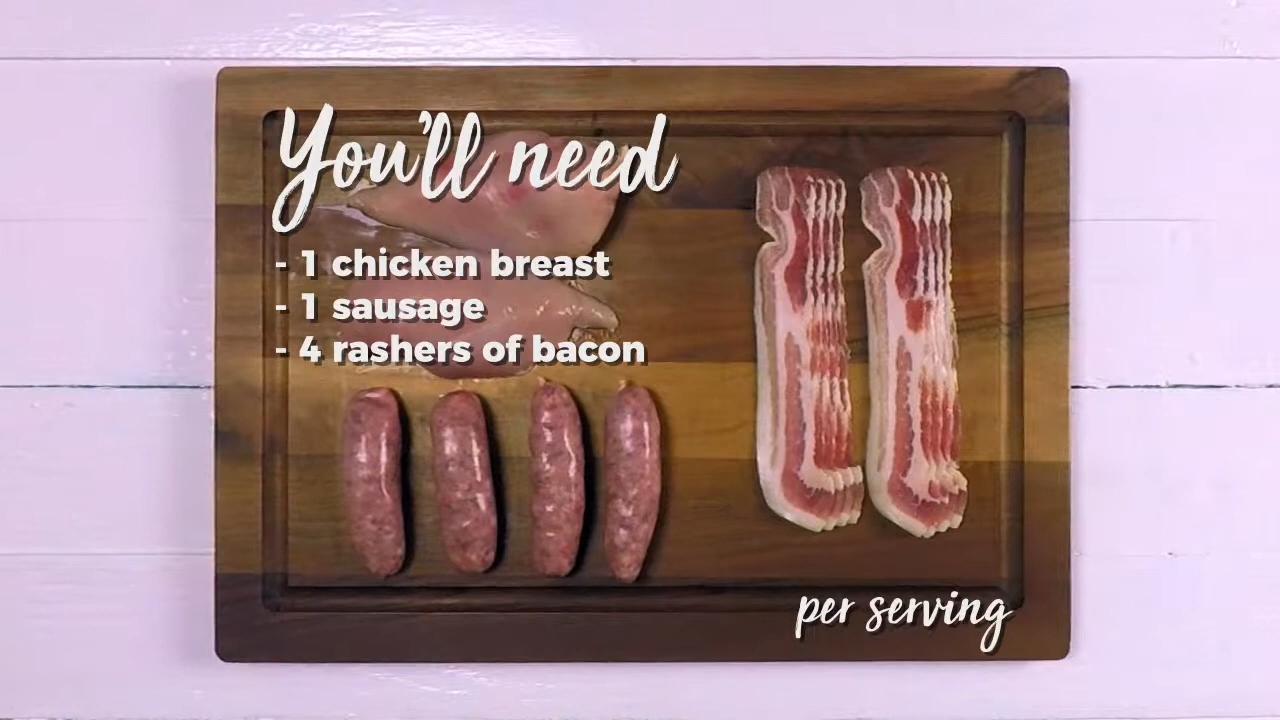 You'll need
- 1 chicken breast
- 1 sausage
- 4 rashers of bacon
per serving